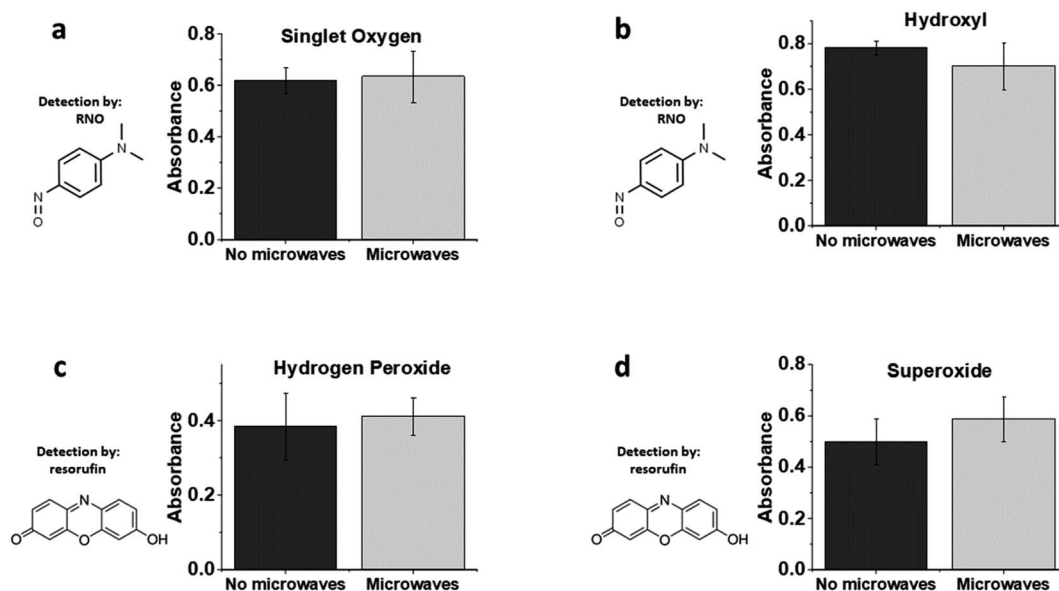 a
Singlet Oxygen
Detection by:
RNO
N
N
O
Absorbance
0.8
0.6
0.4
0.2
0.0
No microwaves
Microwaves
b
Hydroxyl
Detection by:
RNO
N
N
O
Absorbance
0.8
0.6
0.4
0.2
0.0
No microwaves
Microwaves
c
Hydrogen Peroxide
Detection by:
resorufin
N
O
O
OH
Absorbance
0.4
0.2
0.0
No microwaves
Microwaves
d
Superoxide
Detection by:
resorufin
N
O
O
OH
Absorbance
0.8
0.6
0.4
0.2
0.0
No microwaves
Microwaves